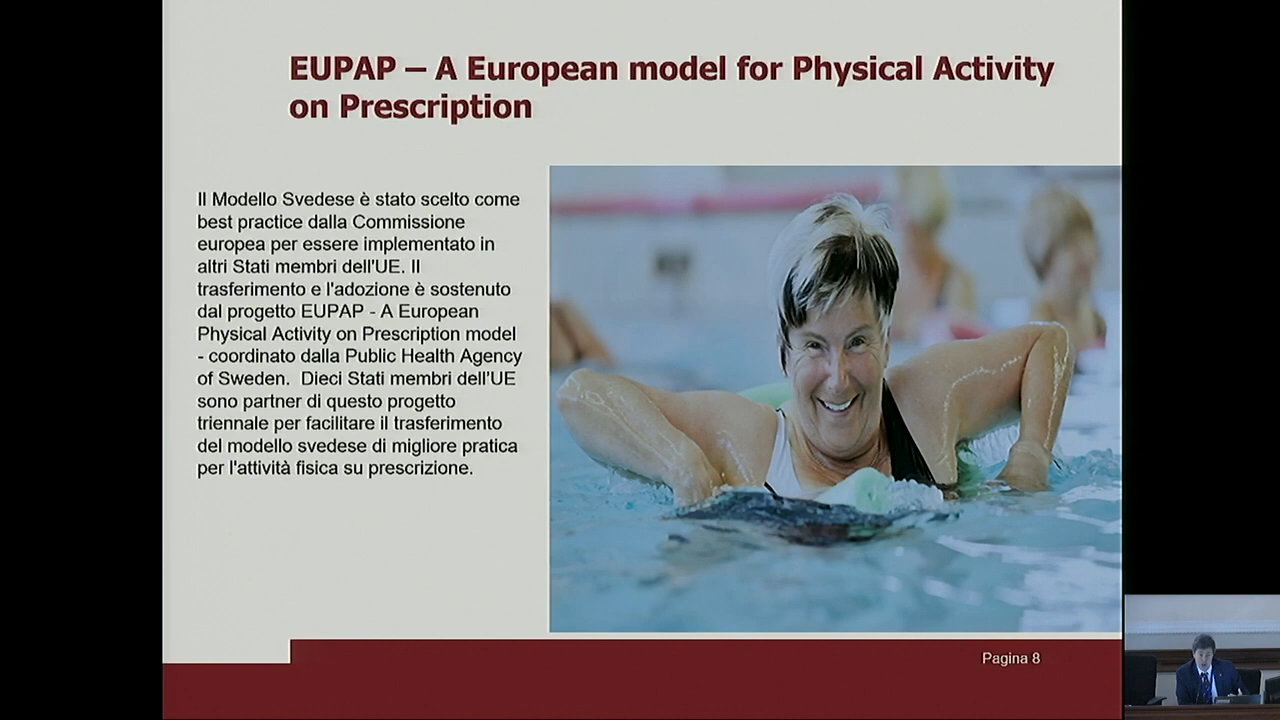 EUPAP – A European model for Physical Activity
on Prescription
Il Modello Svedese è stato scelto come
best practice dalla Commissione
europea per essere implementato in
altri Stati membri dell'UE. Il
trasferimento e l'adozione è sostenuto
dal progetto EUPAP - A European
Physical Activity on Prescription model
- coordinato dalla Public Health Agency
of Sweden.  Dieci Stati membri dell'UE
sono partner di questo progetto
triennale per facilitare il trasferimento
del modello svedese di migliore pratica
per l'attività fisica su prescrizione.
Pagina 8